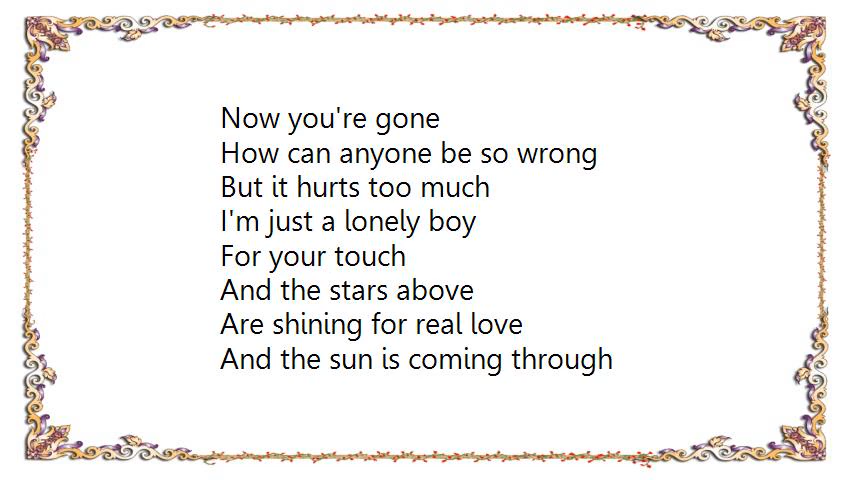 Now you're gone
How can anyone be so wrong
But it hurts too much
I'm just a lonely boy
For your touch
And the stars above
Are shining for real love
And the sun is coming through